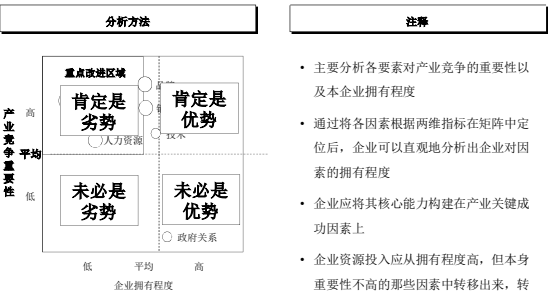 分析方法
注释
重点改进区域
肯定是
劣势
肯定是
优势
人力资源
技术
未必是
劣势
未必是
优势
政府关系
产业竞争重要性
高
平均
低
低
平均
高
企业拥有程度
• 主要分析各要素对产业竞争的重要性以
及本企业拥有程度
• 通过将各因素根据两维指标在矩阵中定
位后，企业可以直观地分析出企业对因
素的拥有程度
• 企业应将其核心能力构建在产业关键成
功因素上
• 企业资源投入应从拥有程度高，但本身
重要性不高的那些因素中转移出来，转